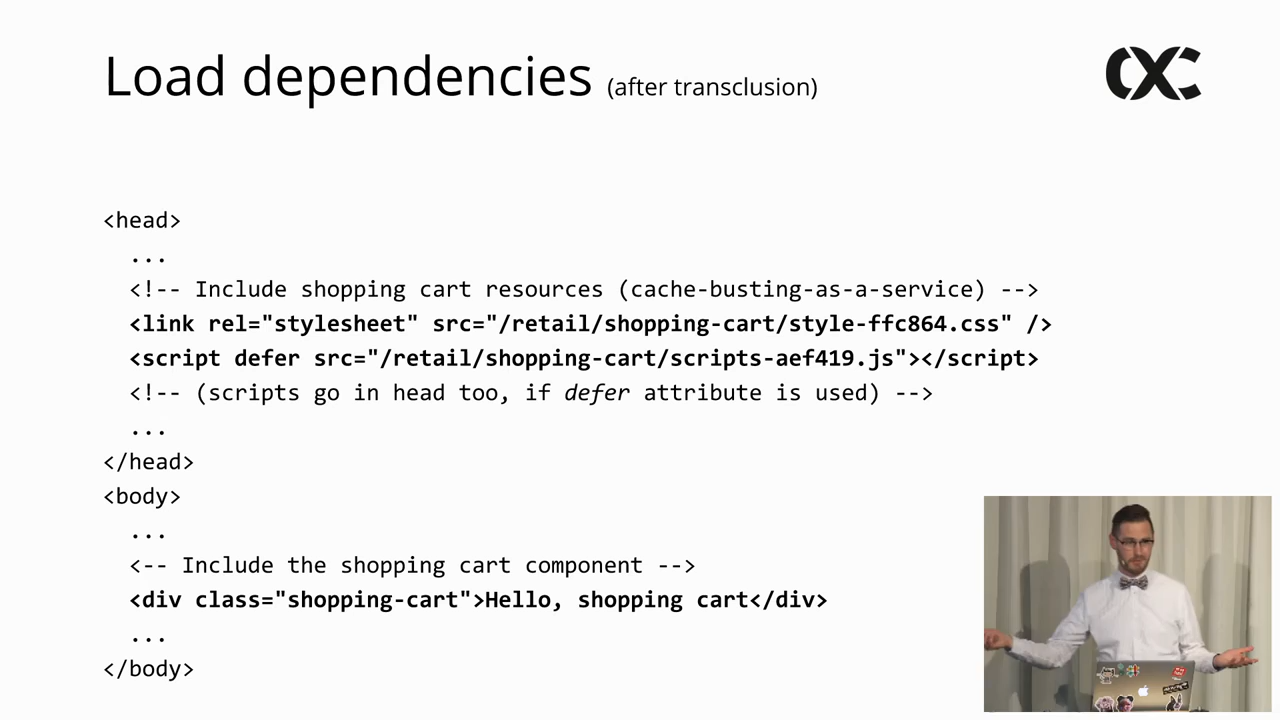 Load dependencies (after transclusion)
<head>
...
<!-- Include shopping cart resources (cache-busting-as-a-service) -->
<link rel="stylesheet" src="/retail/shopping-cart/style-ffc864.css" />
<script defer src="/retail/shopping-cart/scripts-aef419.js"></script>
<!-- (scripts go in head too, if defer attribute is used) -->
...
</head>
<body>
...
<-- Include the shopping cart component -->
<div class="shopping-cart">Hello, shopping cart</div>
...
</body>